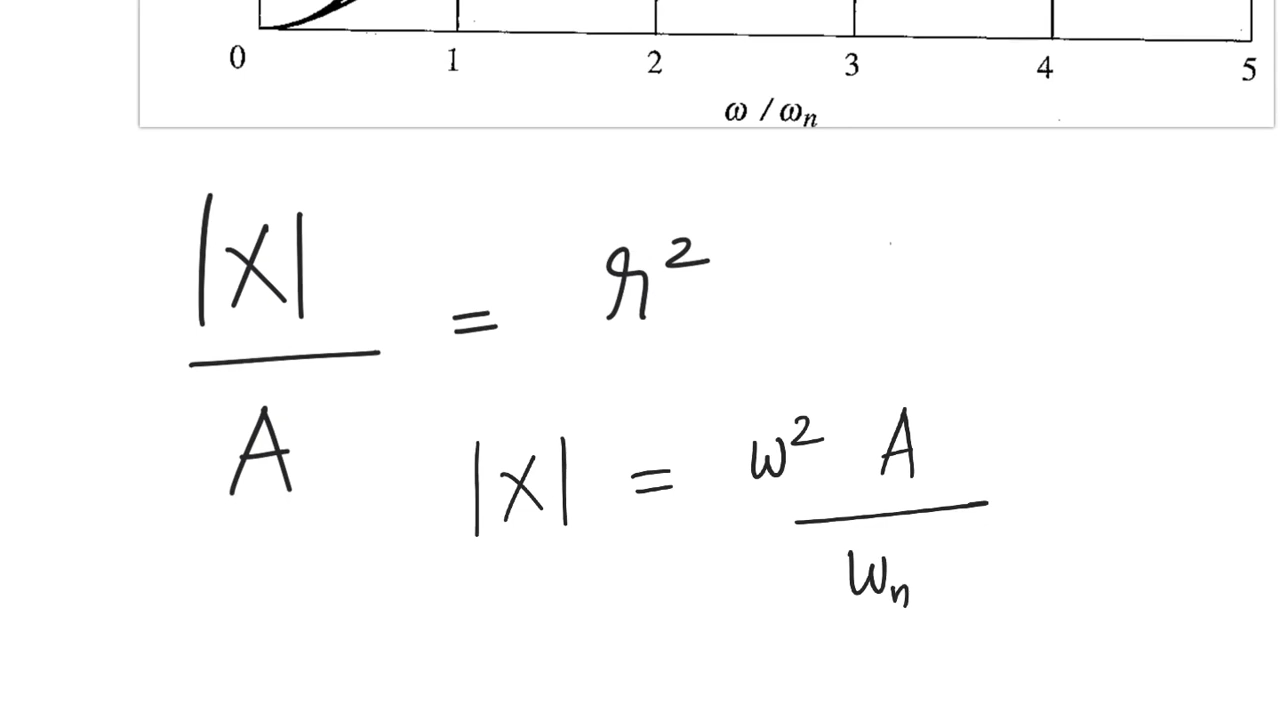 0 1 2 3 4 5
ω / ωn
|X| / A = r²
|X| = ω² A / ωn